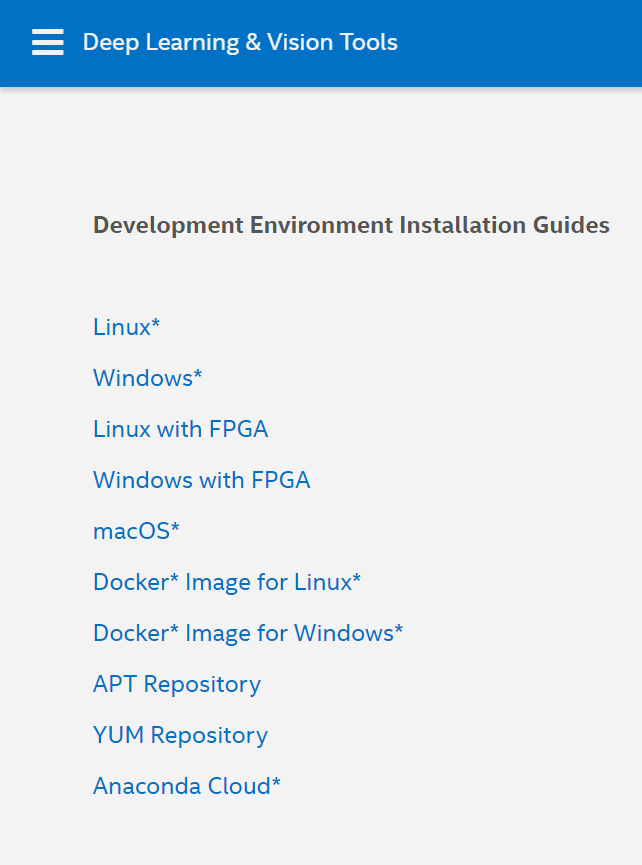 Deep Learning & Vision Tools
Development Environment Installation Guides
Linux*
Windows*
Linux with FPGA
Windows with FPGA
macOS*
Docker* Image for Linux*
Docker* Image for Windows*
APT Repository
YUM Repository
Anaconda Cloud*